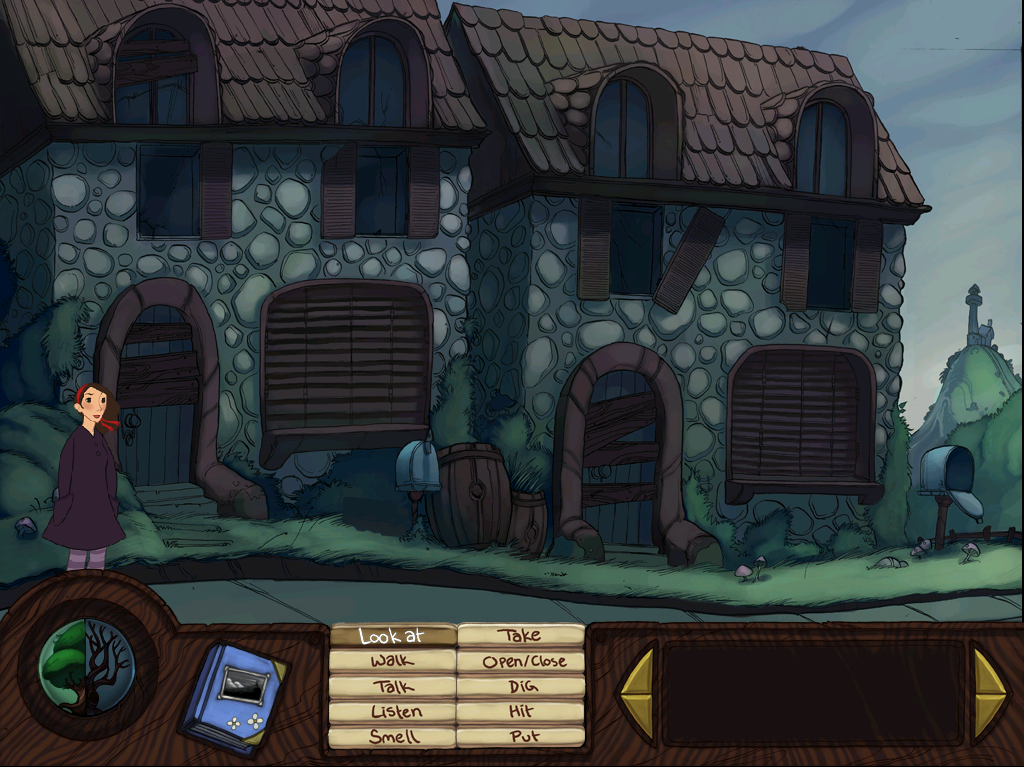 Look at
Take
Walk
Open/Close
Talk
DiG
Listen
Hit
Smell
Put